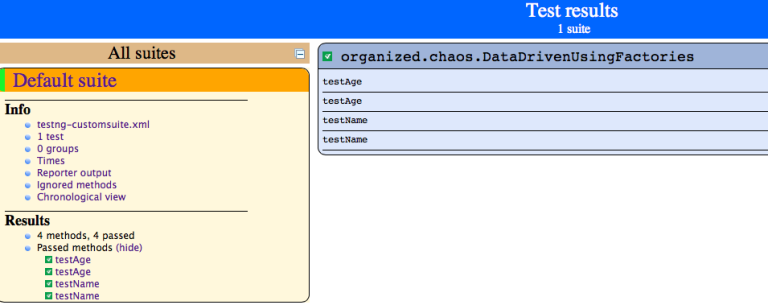 Test results
1 suite
All suites
Default suite
Info
testng-customsuite.xml
1 test
0 groups
Times
Reporter output
Ignored methods
Chronological view
Results
4 methods, 4 passed
Passed methods (hide)
testAge
testAge
testName
testName
organized.chaos.DataDrivenUsingFactories
testAge
testAge
testName
testName